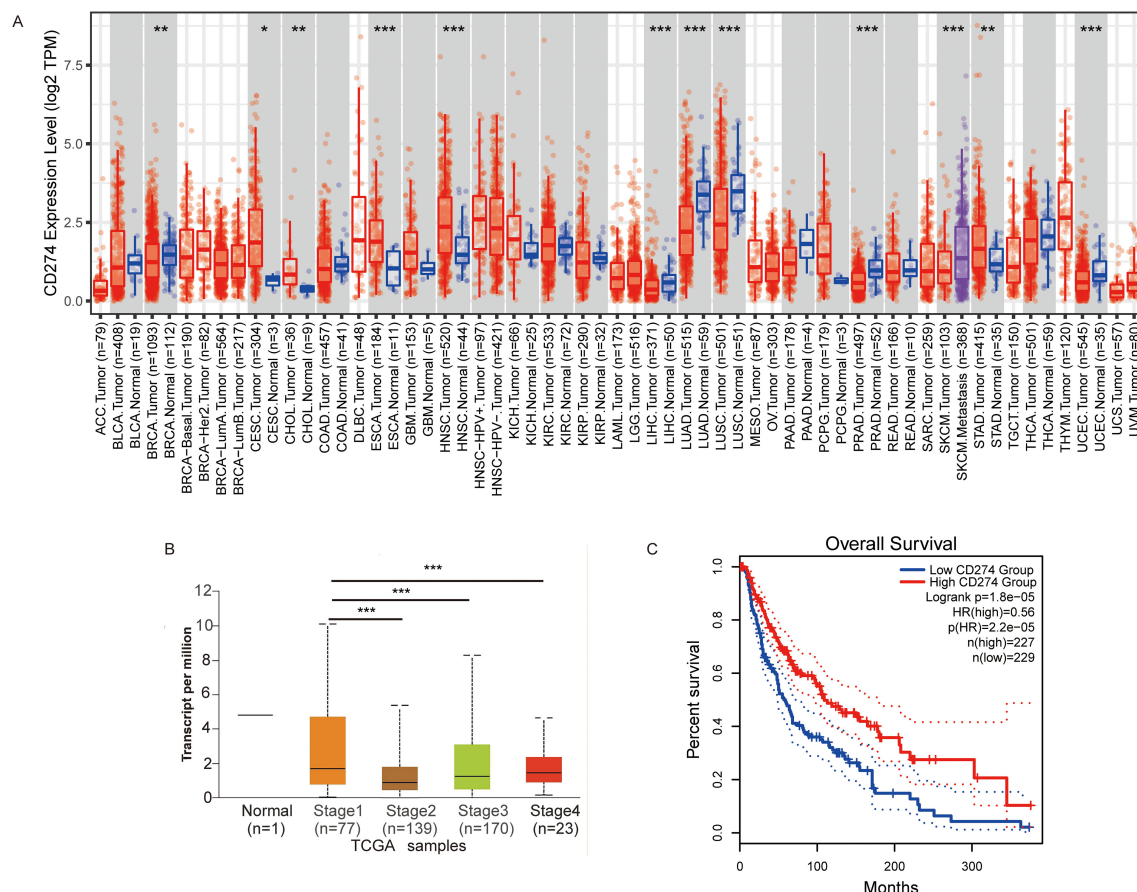 A
CD274 Expression Level (log2 TPM)
7.5
5.0
2.5
0.0
** * ** *** *** *** *** *** *** *** ** ***
ACC.Tumor (n=79)
BLCA.Tumor (n=408)
BLCA.Normal (n=19)
BRCA.Tumor (n=1093)
BRCA.Normal (n=112)
BRCA−Basal.Tumor (n=190)
BRCA−Her2.Tumor (n=82)
BRCA−LumA.Tumor (n=564)
BRCA−LumB.Tumor (n=217)
CESC.Tumor (n=304)
CESC.Normal (n=3)
CHOL.Tumor (n=36)
CHOL.Normal (n=9)
COAD.Tumor (n=457)
COAD.Normal (n=41)
DLBC.Tumor (n=48)
ESCA.Tumor (n=184)
ESCA.Normal (n=11)
GBM.Tumor (n=153)
GBM.Normal (n=5)
HNSC.Tumor (n=520)
HNSC.Normal (n=44)
HNSC−HPV+.Tumor (n=97)
HNSC−HPV−.Tumor (n=421)
KICH.Tumor (n=66)
KICH.Normal (n=25)
KIRC.Tumor (n=533)
KIRC.Normal (n=72)
KIRP.Tumor (n=290)
KIRP.Normal (n=32)
LAML.Tumor (n=173)
LGG.Tumor (n=516)
LIHC.Tumor (n=371)
LIHC.Normal (n=50)
LUAD.Tumor (n=515)
LUAD.Normal (n=59)
LUSC.Tumor (n=501)
LUSC.Normal (n=51)
MESO.Tumor (n=87)
OV.Tumor (n=303)
PAAD.Tumor (n=178)
PAAD.Normal (n=4)
PCPG.Tumor (n=179)
PCPG.Normal (n=3)
PRAD.Tumor (n=497)
PRAD.Normal (n=52)
READ.Tumor (n=166)
READ.Normal (n=10)
SARC.Tumor (n=259)
SKCM.Tumor (n=103)
SKCM.Metastasis (n=368)
STAD.Tumor (n=415)
STAD.Normal (n=35)
TGCT.Tumor (n=150)
THCA.Tumor (n=501)
THCA.Normal (n=59)
THYM.Tumor (n=120)
UCEC.Tumor (n=545)
UCEC.Normal (n=35)
UCS.Tumor (n=57)
UVM.Tumor (n=80)
B
Transcript per million
12
10
8
6
4
2
0
***
***
***
Normal Stage1 Stage2 Stage3 Stage4
(n=1) (n=77) (n=139) (n=170) (n=23)
TCGA samples
C
Overall Survival
Low CD274 Group
High CD274 Group
Logrank p=1.8e−05
HR(high)=0.56
p(HR)=2.2e−05
n(high)=227
n(low)=229
Percent survival
1.0
0.8
0.6
0.4
0.2
0.0
0 100 200 300
Months